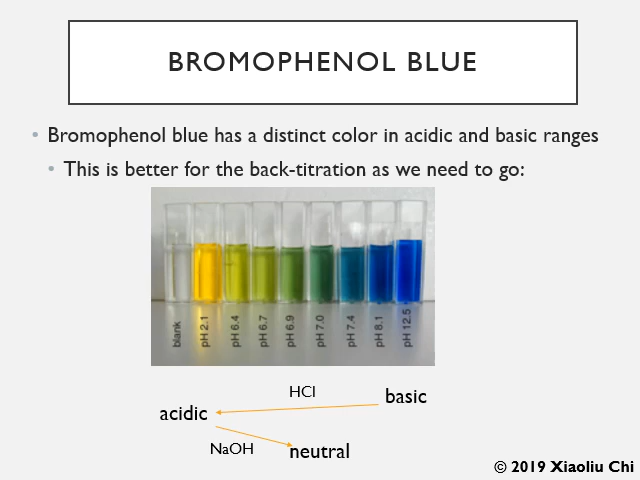 BROMOPHENOL BLUE
• Bromophenol blue has a distinct color in acidic and basic ranges
• This is better for the back-titration as we need to go:
blank
pH 2.1
pH 6.4
pH 6.7
pH 6.9
pH 7.0
pH 7.4
pH 8.1
pH 12.5
HCl
basic
acidic
NaOH
neutral
© 2019 Xiaoliu Chi